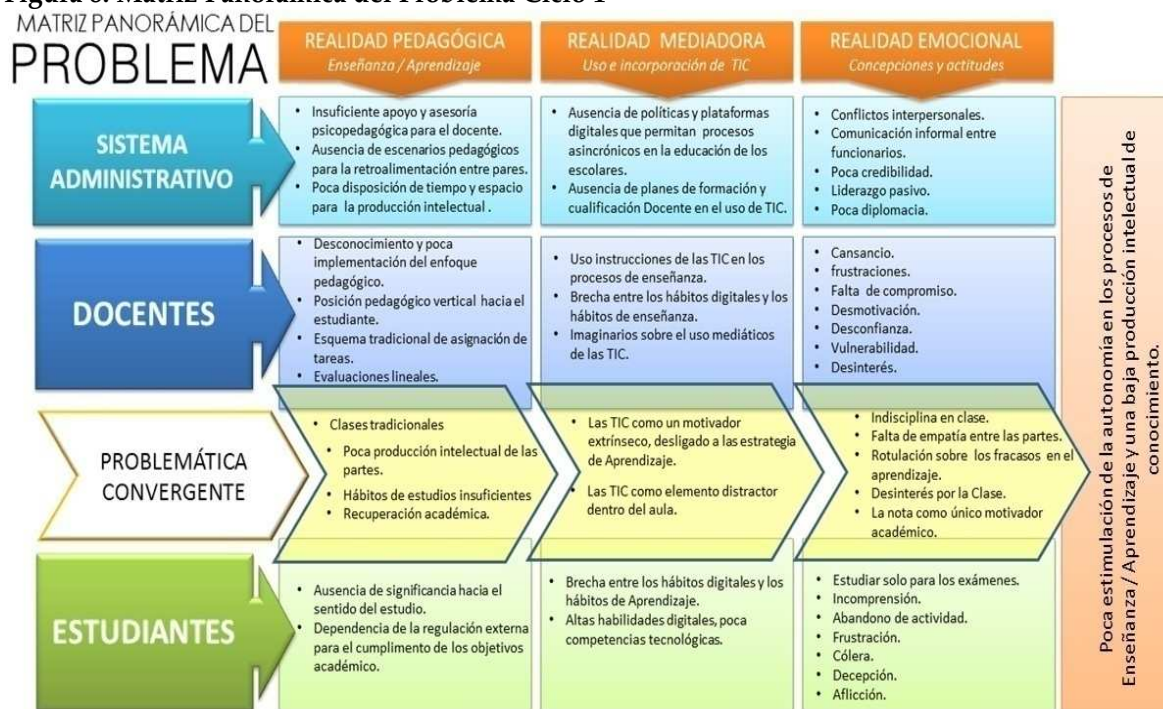 Figura Matriz Panorámica del Problema Ciclo 1
MATRIZ PANORÁMICA DEL
PROBLEMA
REALIDAD PEDAGÓGICA
Enseñanza / Aprendizaje
REALIDAD MEDIADORA
Uso e incorporación de TIC
REALIDAD EMOCIONAL
Concepciones y actitudes
SISTEMA
ADMINISTRATIVO
• Insuficiente apoyo y asesoría
psicopedagógica para el docente.
• Ausencia de escenarios pedagógicos
para la retroalimentación entre pares.
• Poca disposición de tiempo y espacio
para la producción intelectual .
• Ausencia de políticas y plataformas
digitales que permitan procesos
asincrónicos en la educación de los
escolares.
• Ausencia de planes de formación y
cualificación Docente en el uso de TIC.
• Conflictos interpersonales.
• Comunicación informal entre
funcionarios.
• Poca credibilidad.
• Liderazgo pasivo.
• Poca diplomacia.
DOCENTES
• Desconocimiento y poca
implementación del enfoque
pedagógico.
• Posición pedagógico vertical hacia el
estudiante.
• Esquema tradicional de asignación de
tareas.
• Evaluaciones lineales.
• Uso instrucciones de las TIC en los
procesos de enseñanza.
• Brecha entre los hábitos digitales y los
hábitos de enseñanza.
• Imaginarios sobre el uso mediáticos
de las TIC.
• Cansancio.
• frustraciones.
• Falta de compromiso.
• Desmotivación.
• Desconfianza.
• Vulnerabilidad.
• Desinterés.
PROBLEMÁTICA
CONVERGENTE
• Clases tradicionales
• Poca producción intelectual de las
partes.
• Hábitos de estudios insuficientes
• Recuperación académica.
• Las TIC como un motivador
extrínseco, desligado a las estrategia
de Aprendizaje.
• Las TIC como elemento distractor
dentro del aula.
• Indisciplina en clase.
• Falta de empatía entre las partes.
• Rotulación sobre los fracasos en el
aprendizaje.
• Desinterés por la Clase.
• La nota como único motivador
académico.
ESTUDIANTES
• Ausencia de significancia hacia el
sentido del estudio.
• Dependencia de la regulación externa
para el cumplimento de los objetivos
académico.
• Brecha entre los hábitos digitales y los
hábitos de Aprendizaje.
• Altas habilidades digitales, poca
competencias tecnológicas.
• Estudiar solo para los exámenes.
• Incomprensión.
• Abandono de actividad.
• Frustración.
• Cólera.
• Decepción.
• Aflicción.
Poca estimulación de la autonomía en los procesos de
Enseñanza / Aprendizaje y una baja producción intelectual de
conocimiento.